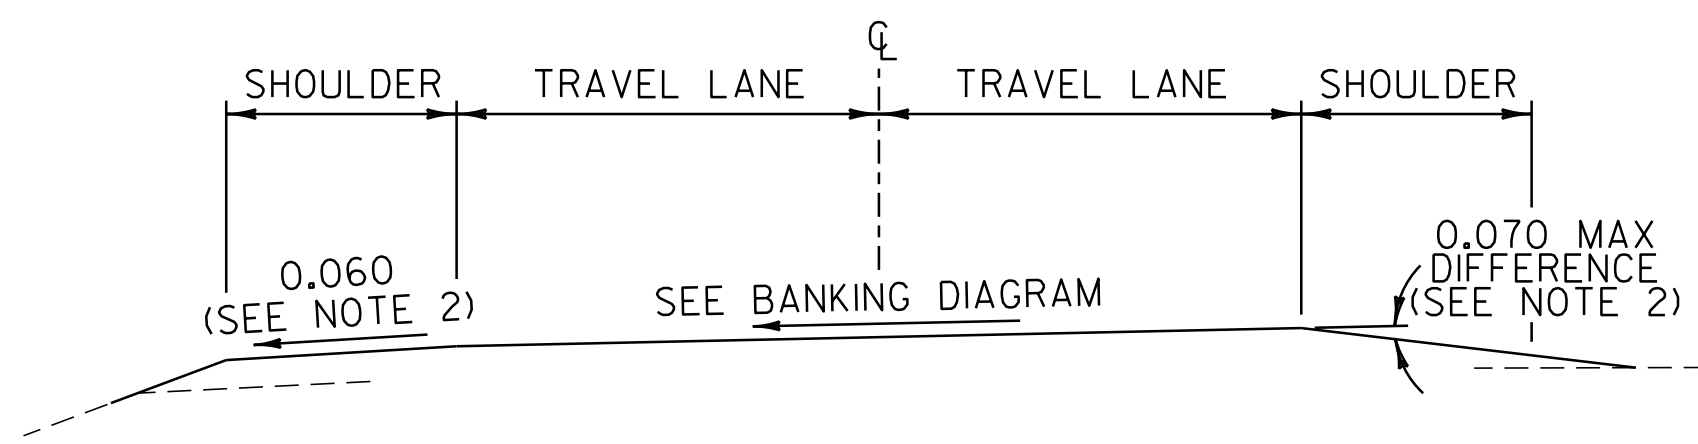 ℄
SHOULDER TRAVEL LANE TRAVEL LANE SHOULDER
0.060
(SEE NOTE 2)
SEE BANKING DIAGRAM
0.070 MAX
DIFFERENCE
(SEE NOTE 2)